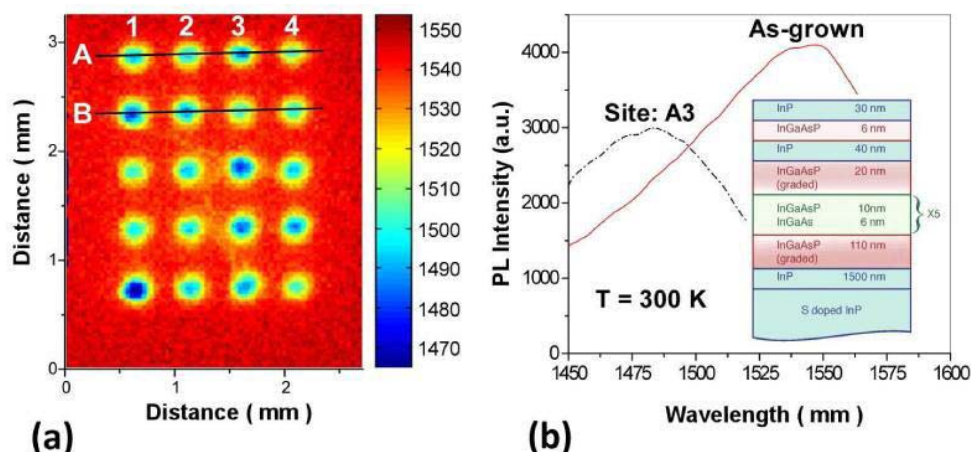 1 2 3 4
A
B
3
2
1
0
0 1 2
Distance ( mm )
Distance ( mm )
1550
1540
1530
1520
1510
1500
1490
1480
1470
(a)
As-grown
Site: A3
T = 300 K
4000
3000
2000
1000
0
PL Intensity (a.u.)
1450 1475 1500 1525 1550 1575 1600
Wavelength ( mm )
InP 30 nm
InGaAsP 6 nm
InP 40 nm
InGaAsP 20 nm
(graded)
InGaAsP 10nm
InGaAs 6 nm
X5
InGaAsP 110 nm
(graded)
InP 1500 nm
S doped InP
(b)